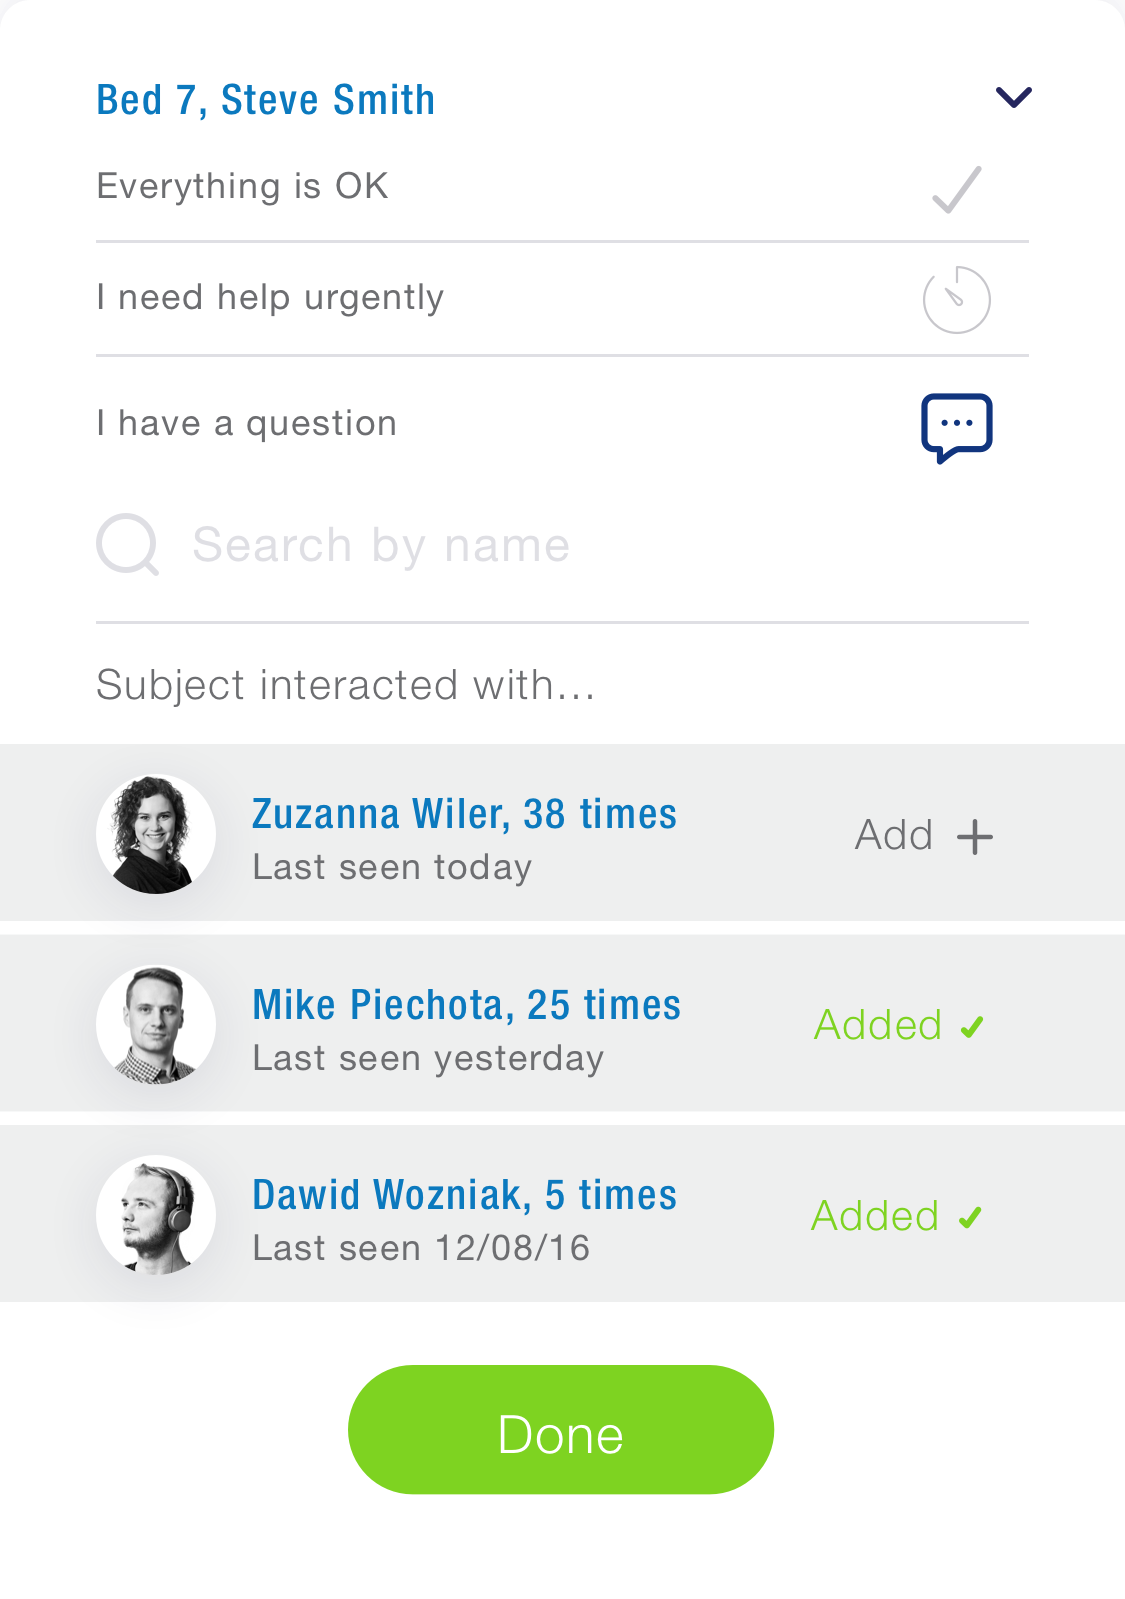 Bed 7, Steve Smith
Everything is OK
I need help urgently
I have a question
Search by name
Subject interacted with...
Zuzanna Wiler, 38 times
Last seen today
Add
Mike Piechota, 25 times
Last seen yesterday
Added
Dawid Wozniak, 5 times
Last seen 12/08/16
Added
Done